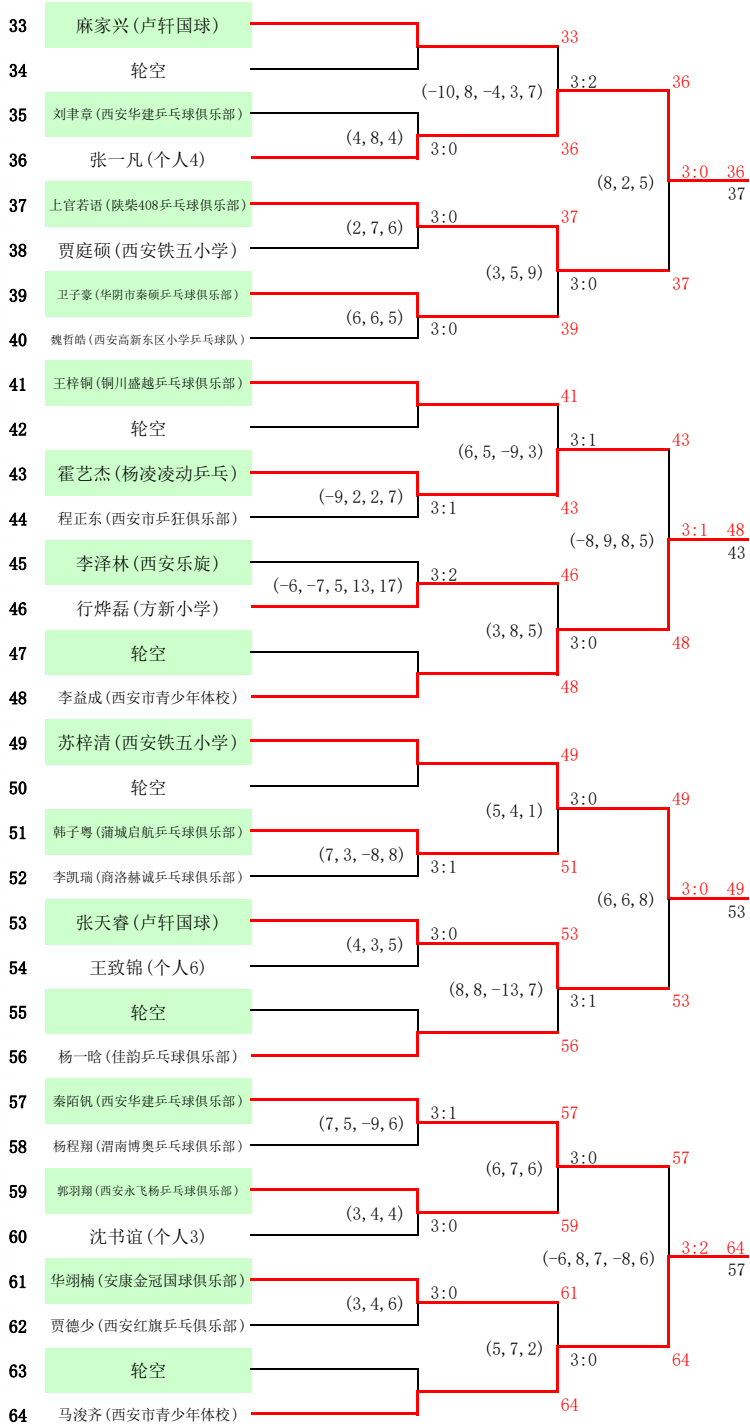 33 麻家兴(卢轩国球)
33
34 轮空
(-10, 8, -4, 3, 7) 3:2 36
35 刘聿章(西安华建乒乓球俱乐部)
(4, 8, 4) 3:0 36
36 张一凡(个人4)
(8, 2, 5) 3:0 36
37
37 上官若语(陕柴408乒乓球俱乐部)
(2, 7, 6) 3:0 37
38 贾庭硕(西安铁五小学)
(3, 5, 9) 3:0 37
39 卫子豪(华阴市秦硕乒乓球俱乐部)
(6, 6, 5) 3:0 39
40 魏哲皓(西安高新东区小学乒乓球队)
41 王梓铜(铜川盛越乒乓球俱乐部)
41
42 轮空
(6, 5, -9, 3) 3:1 43
43 霍艺杰(杨凌凌动乒乓)
(-9, 2, 2, 7) 3:1 43
44 程正东(西安市乒狂俱乐部)
(-8, 9, 8, 5) 3:1 48
43
45 李泽林(西安乐旋)
(-6, -7, 5, 13, 17) 3:2 46
46 行烨磊(方新小学)
(3, 8, 5) 3:0 48
47 轮空
48
48 李益成(西安市青少年体校)
49 苏梓清(西安铁五小学)
49
50 轮空
(5, 4, 1) 3:0 49
51 韩子粤(蒲城启航乒乓球俱乐部)
(7, 3, -8, 8) 3:1 51
52 李凯瑞(商洛赫诚乒乓球俱乐部)
(6, 6, 8) 3:0 49
53
53 张天睿(卢轩国球)
(4, 3, 5) 3:0 53
54 王致锦(个人6)
(8, 8, -13, 7) 3:1 53
55 轮空
56
56 杨一晗(佳韵乒乓球俱乐部)
57 秦陌钒(西安华建乒乓球俱乐部)
(7, 5, -9, 6) 3:1 57
58 杨程翔(渭南博奥乒乓球俱乐部)
(6, 7, 6) 3:0 57
59 郭羽翔(西安永飞杨乒乓球俱乐部)
(3, 4, 4) 3:0 59
60 沈书谊(个人3)
(-6, 8, 7, -8, 6) 3:2 64
57
61 华翊楠(安康金冠国球俱乐部)
(3, 4, 6) 3:0 61
62 贾德少(西安红旗乒乓俱乐部)
(5, 7, 2) 3:0 64
63 轮空
64
64 马浚齐(西安市青少年体校)